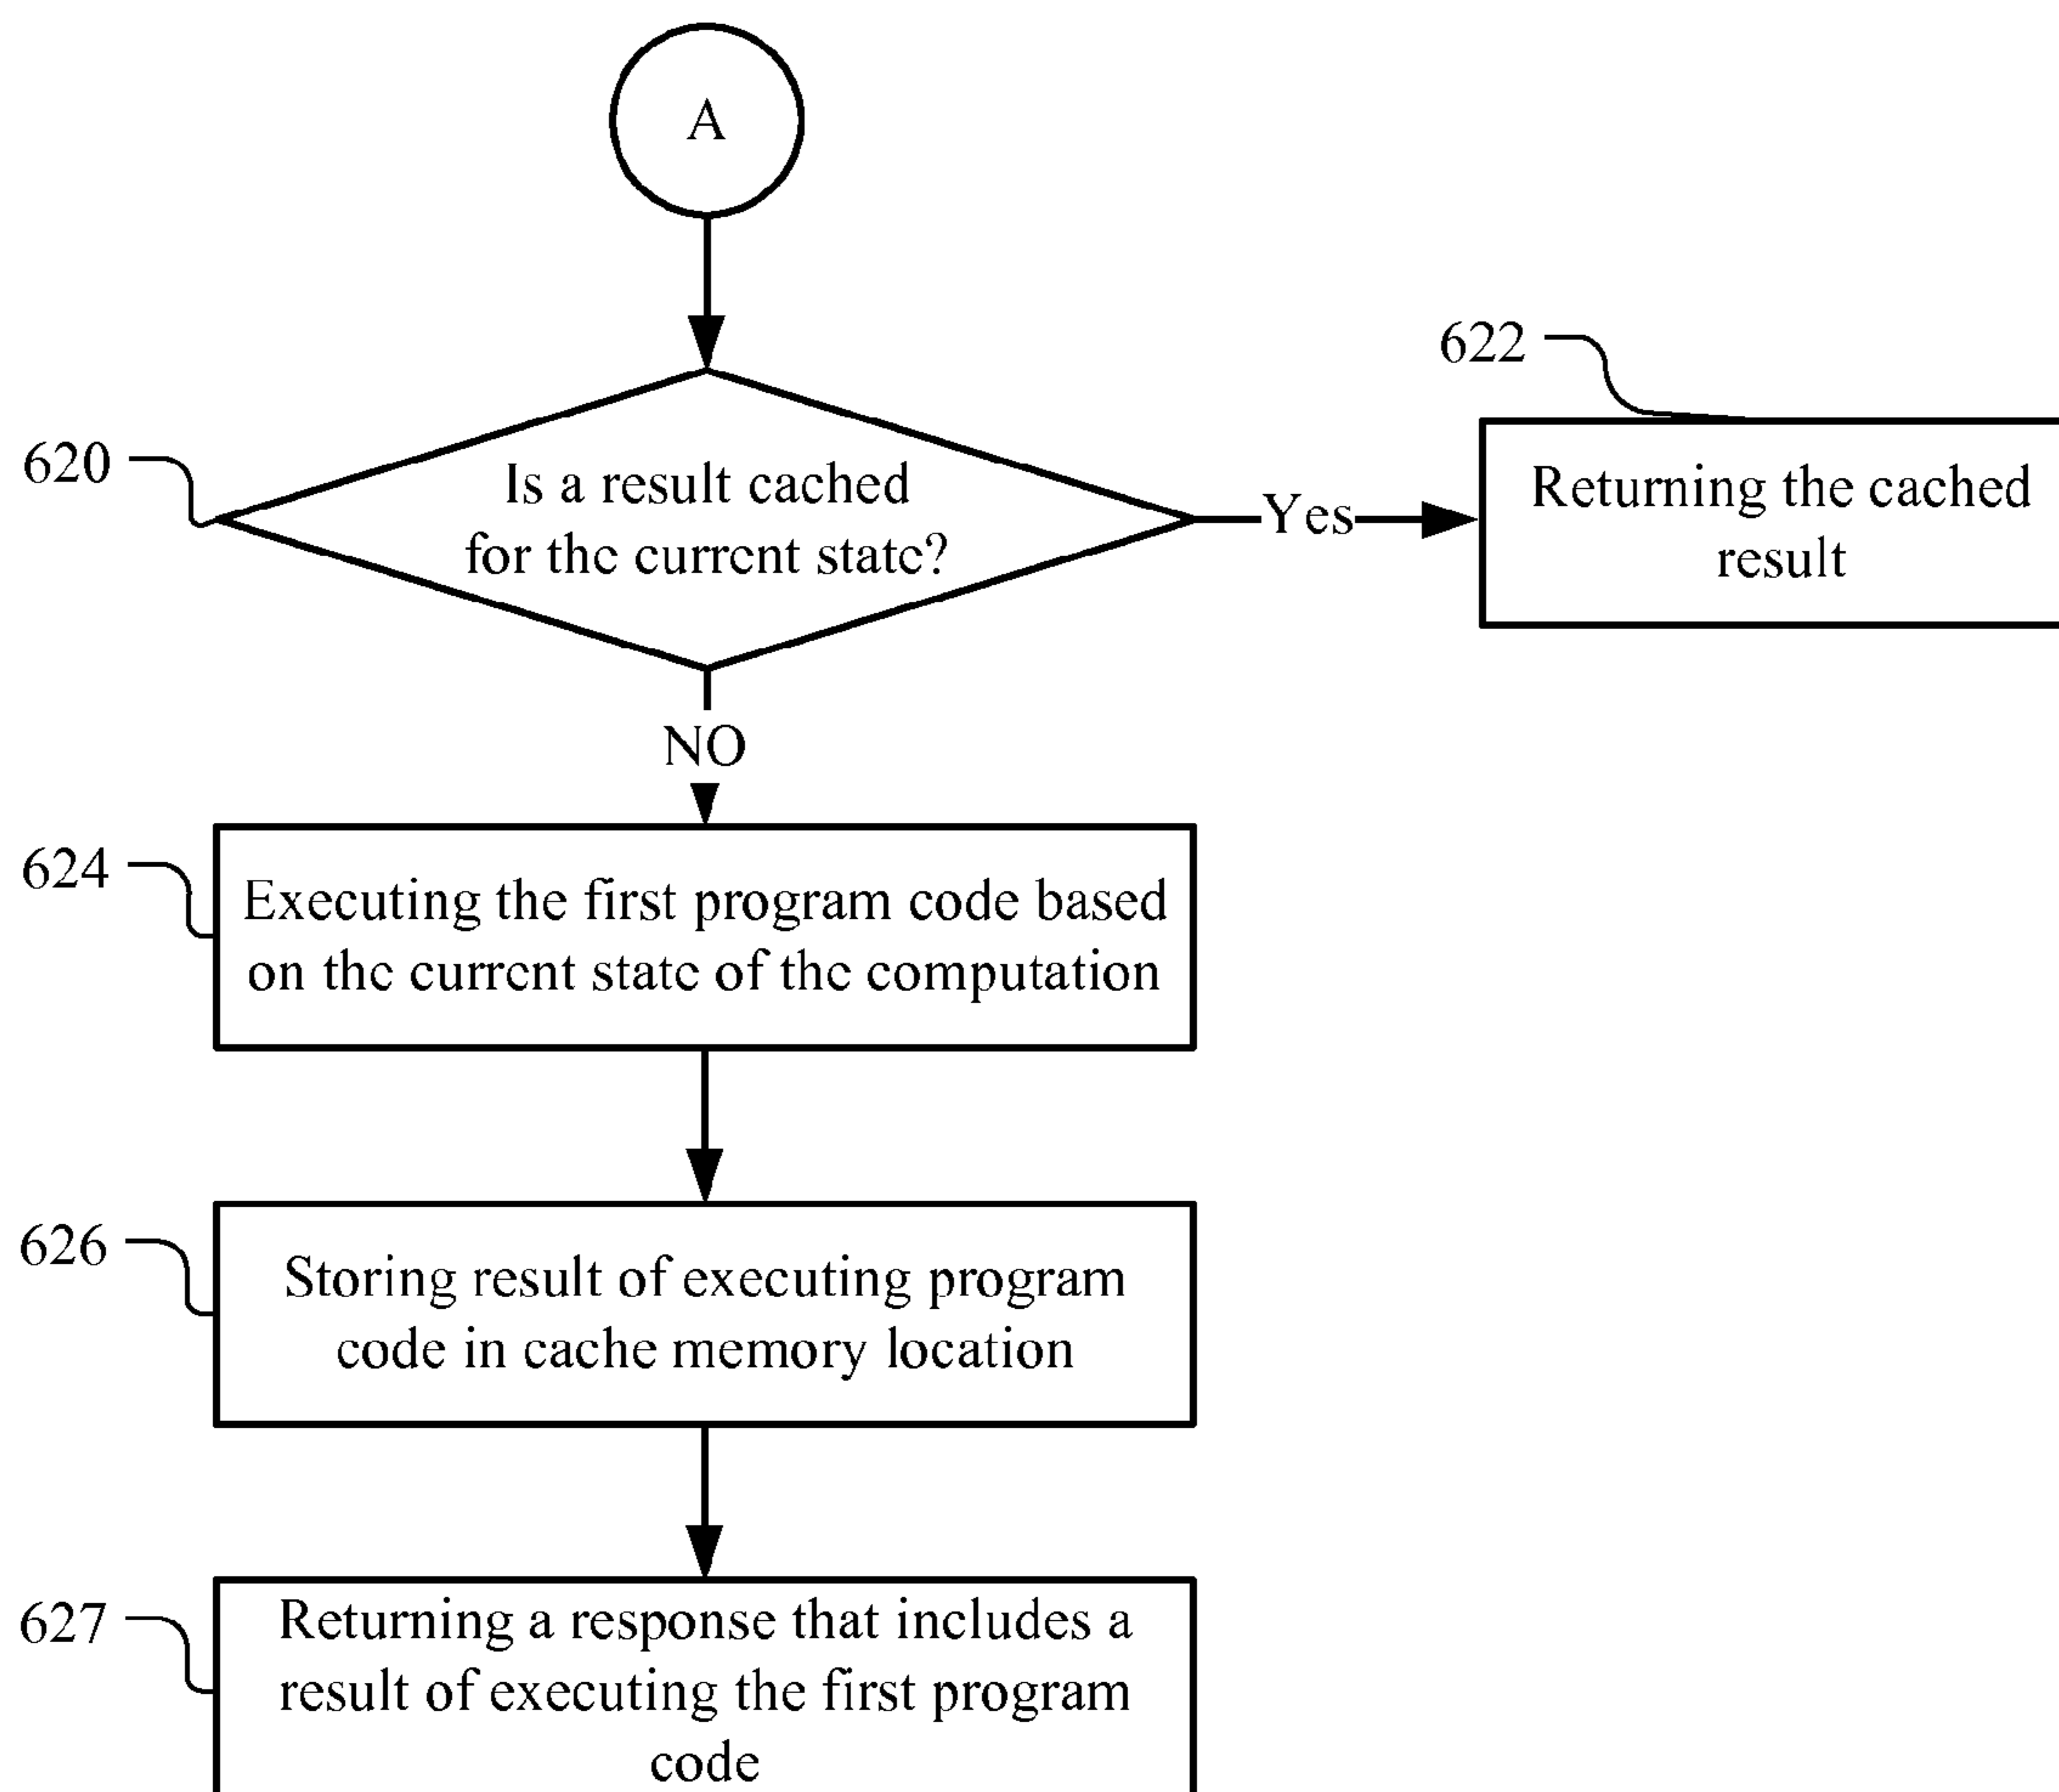 A
622
620
Is a result cached
for the current state?
Yes
Returning the cached
result
NO
624
Executing the first program code based
on the current state of the computation
626
Storing result of executing program
code in cache memory location
627
Returning a response that includes a
result of executing the first program
code